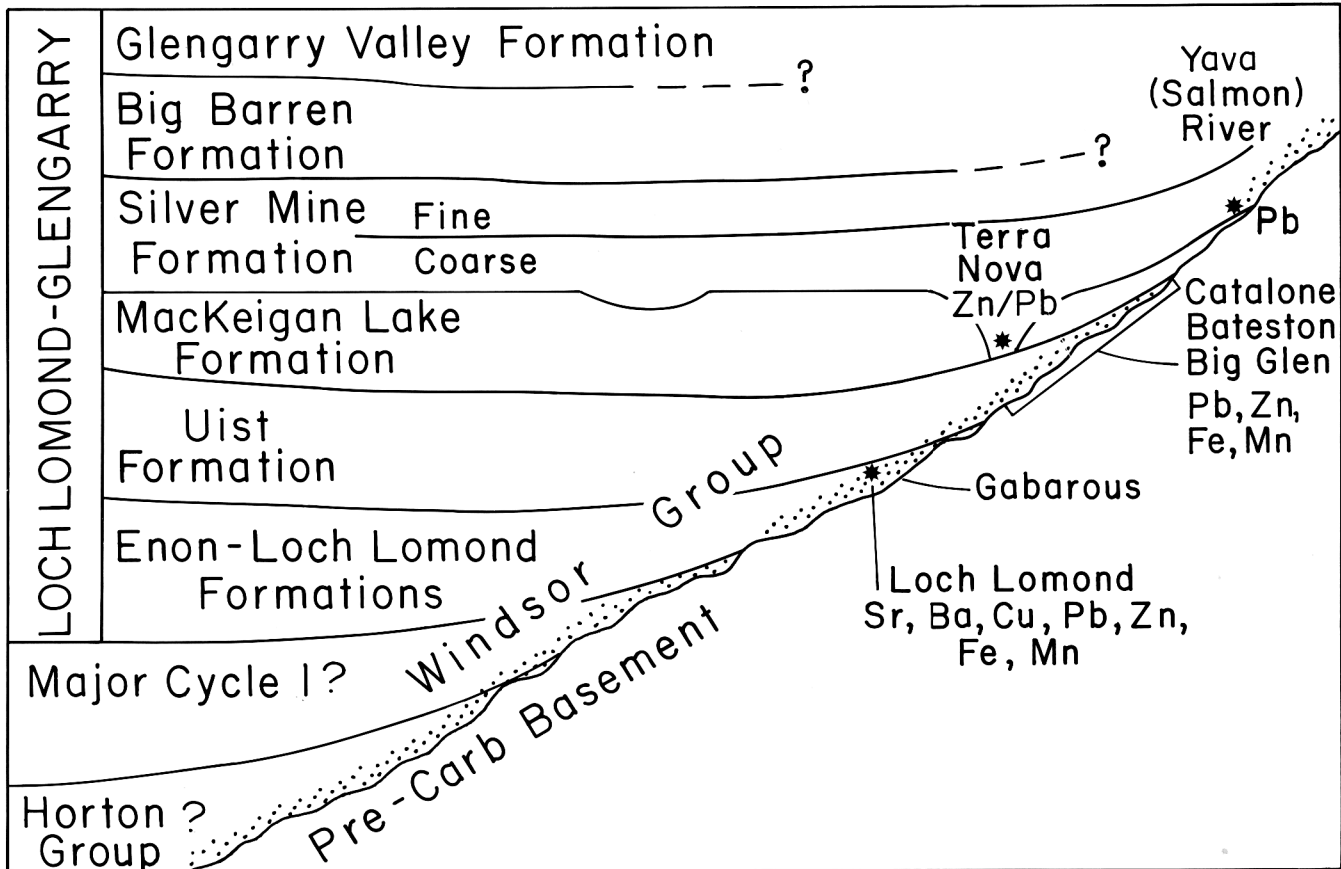 LOCH LOMOND-GLENGARRY
Glengarry Valley Formation
?
Big Barren
Formation
?
Silver Mine
Formation
Fine
Coarse
MacKeigan Lake
Formation
Uist
Formation
Enon-Loch Lomond
Formations
Major Cycle I?
Horton ?
Group
Windsor Group
Pre-Carb Basement
Yava
(Salmon)
River
Pb
Terra
Nova
Zn/Pb
Catalone
Bateston
Big Glen
Pb, Zn,
Fe, Mn
Gabarous
Loch Lomond
Sr, Ba, Cu, Pb, Zn,
Fe, Mn